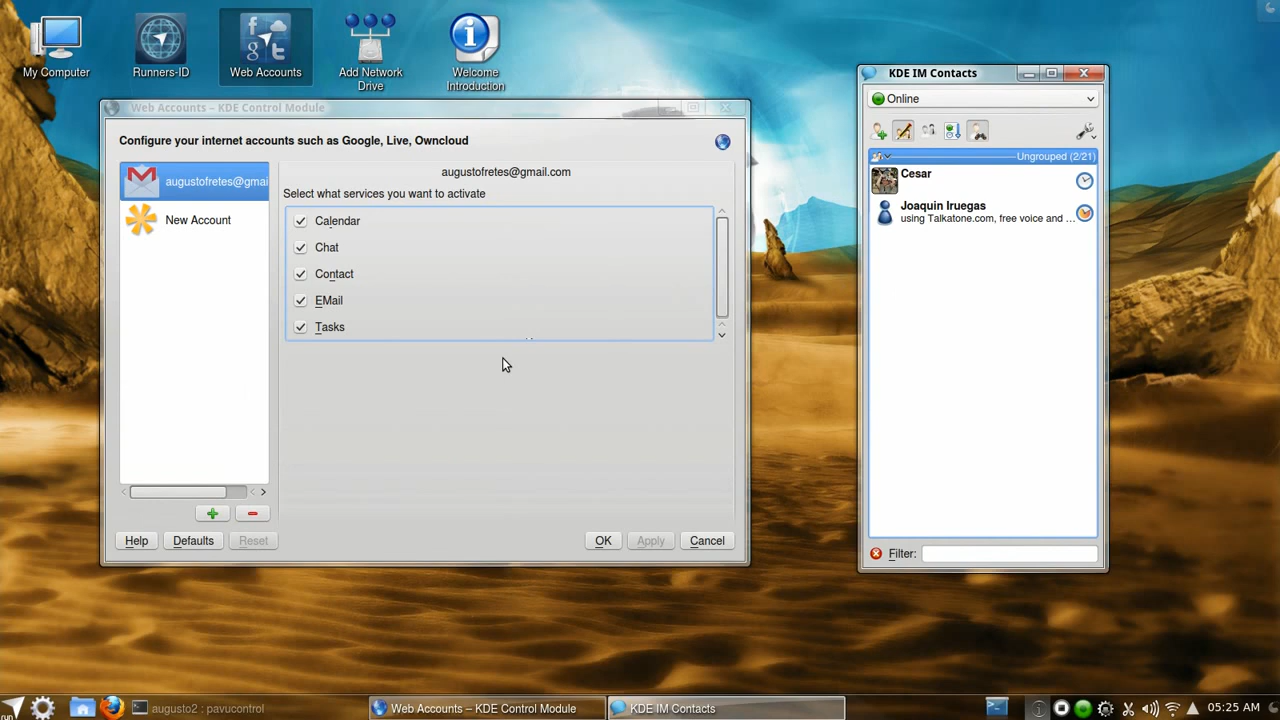 My Computer
Runners-ID
Web Accounts
Add Network
Drive
Welcome
Introduction
Web Accounts – KDE Control Module
Configure your internet accounts such as Google, Live, Owncloud
augustofretes@gmai
New Account
augustofretes@gmail.com
Select what services you want to activate
Calendar
Chat
Contact
EMail
Tasks
Help
Defaults
Reset
OK
Apply
Cancel
KDE IM Contacts
Online
Ungrouped (2/21)
Cesar
Joaquin Iruegas
using Talkatone.com, free voice and ...
Filter:
run
augusto2 : pavucontrol
Web Accounts – KDE Control Module
KDE IM Contacts
05:25 AM